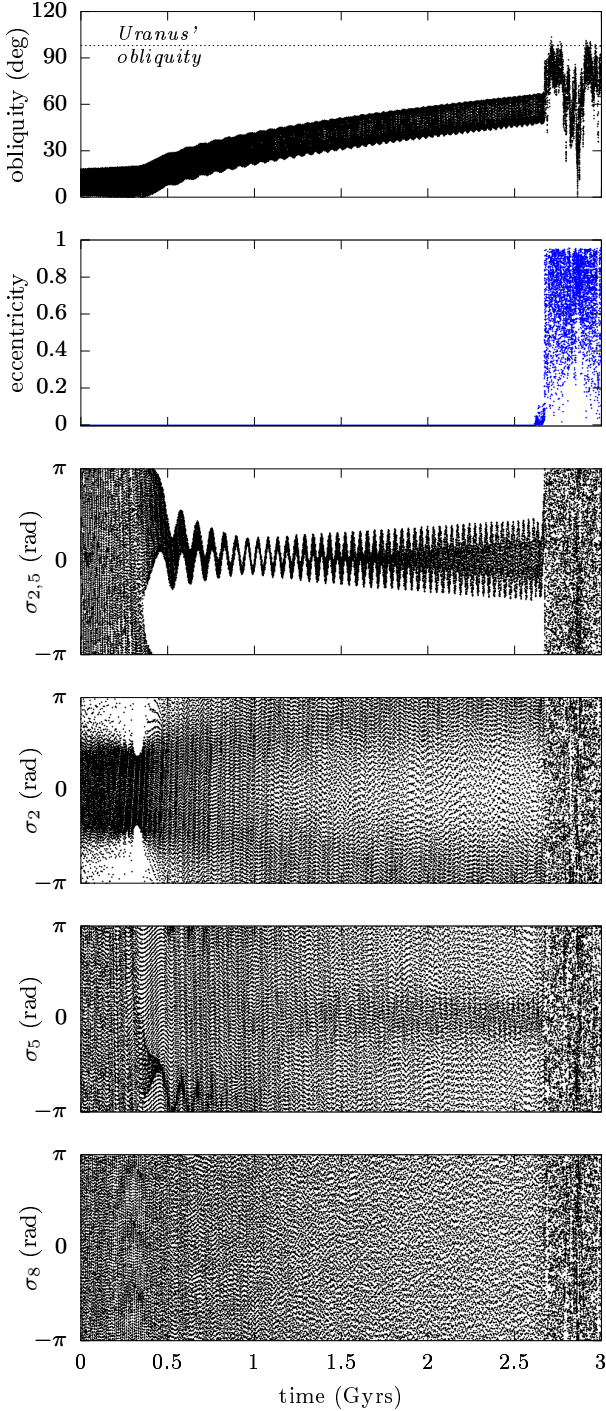 120
90
60
30
0
obliquity (deg)
Uranus'
obliquity
1
0.8
0.6
0.4
0.2
0
eccentricity
π
0
−π
σ2,5 (rad)
π
0
−π
σ2 (rad)
π
0
−π
σ5 (rad)
π
0
−π
σ8 (rad)
0 0.5 1 1.5 2 2.5 3
time (Gyrs)